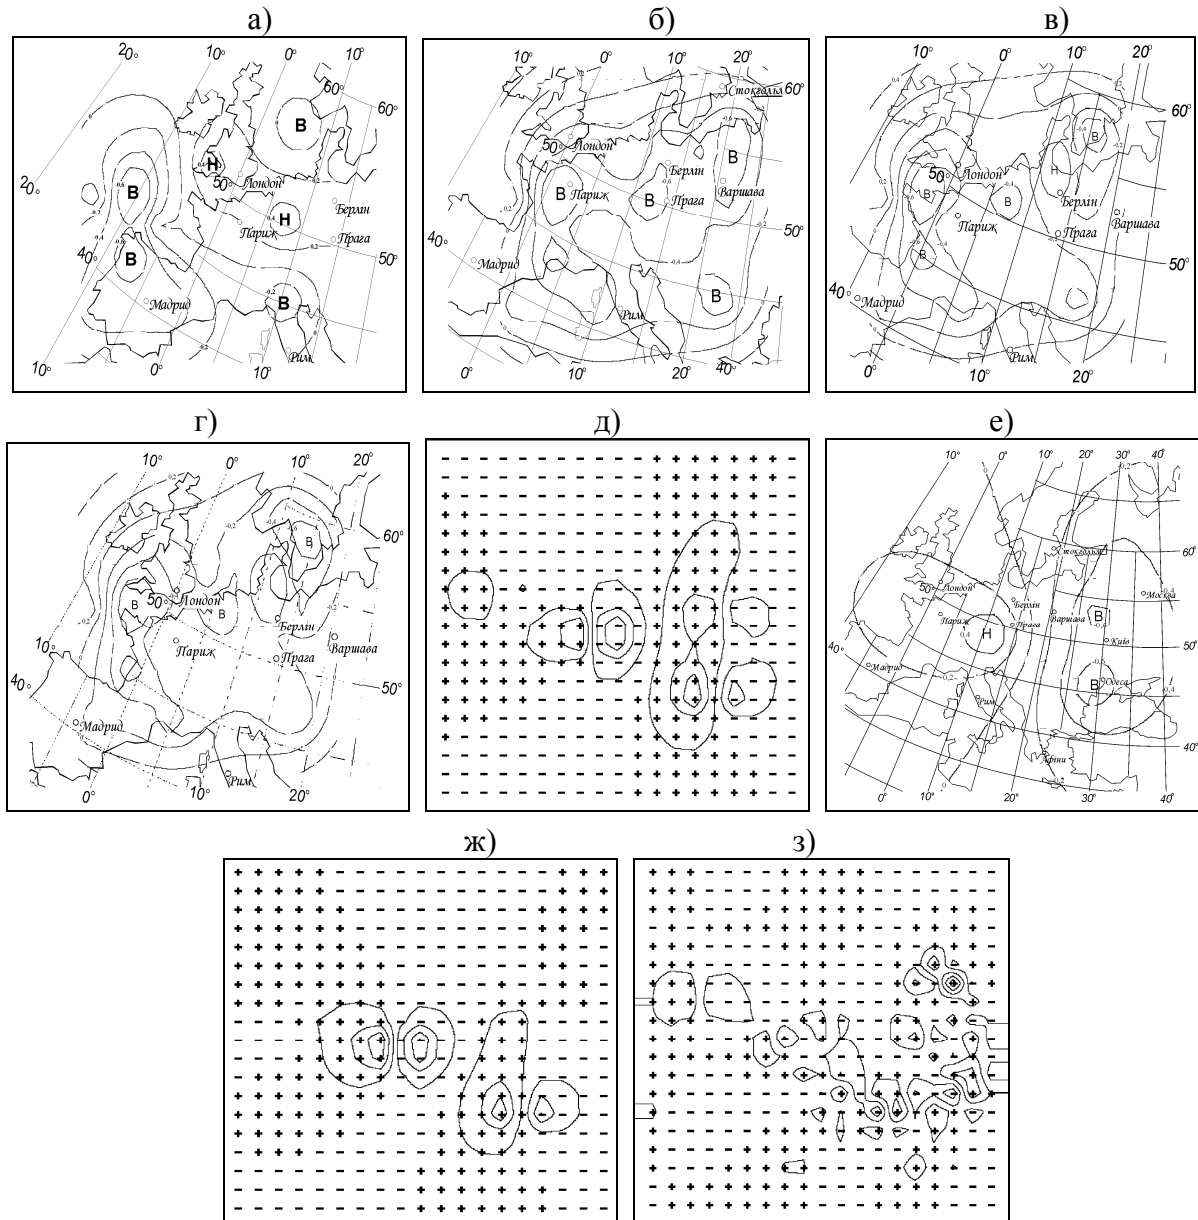 а) б) в)
20° 10° 0° 10°
60°
60°
В
Н
50° Лондон
20°
В
Н
Берлін
Париж
Прага
50°
40°
В
Мадрид
В
Рим
10° 0° 10°
10° 0° 10° 20°
Стокгольм
60°
50° Лондон
В
Берлін
В Париж
В Прага
Варшава
50°
40°
Мадрид
В
Рим
10° 20° 40°
10° 0° 10° 20°
60°
В
50° Лондон
Н
В
В
Берлін
Париж
Варшава
Прага
В
50°
40°
Мадрид
Рим
0° 10° 20°
г) д) е)
10° 0° 10° 20°
В
60°
В 50° Лондон
В
Берлін
Париж
Варшава
Прага
10°
40°
50°
Мадрид
Рим
0° 10° 20°
10° 0° 10° 20° 30° 40°
Стокгольм
60°
Лондон
50°
Москва
Берлін
Париж
Н
Прага
Варшава
В
Київ
50°
40°
Мадрид
В Одеса
Рим
Афіни
40°
0° 10° 20° 30° 40°
ж) з)